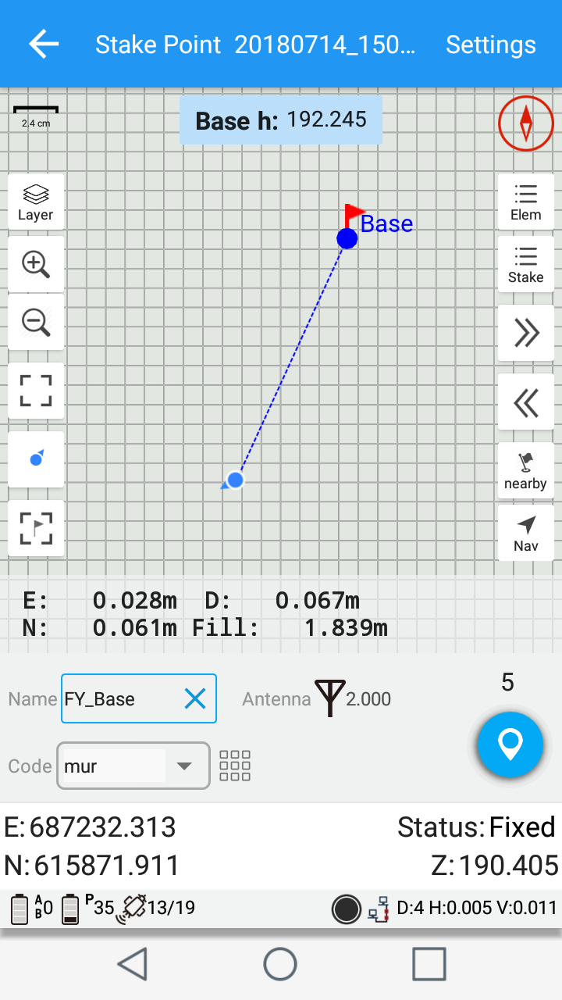 Stake Point 20180714_150... Settings
2.4 cm
Base h: 192.245
Layer
Elem
Base
Stake
nearby
Nav
E: 0.028m D: 0.067m
N: 0.061m Fill: 1.839m
5
Name FY_Base Antenna 2.000
Code mur
E:687232.313 Status:Fixed
N:615871.911 Z:190.405
A B 0 P 35 13/19 D:4 H:0.005 V:0.011